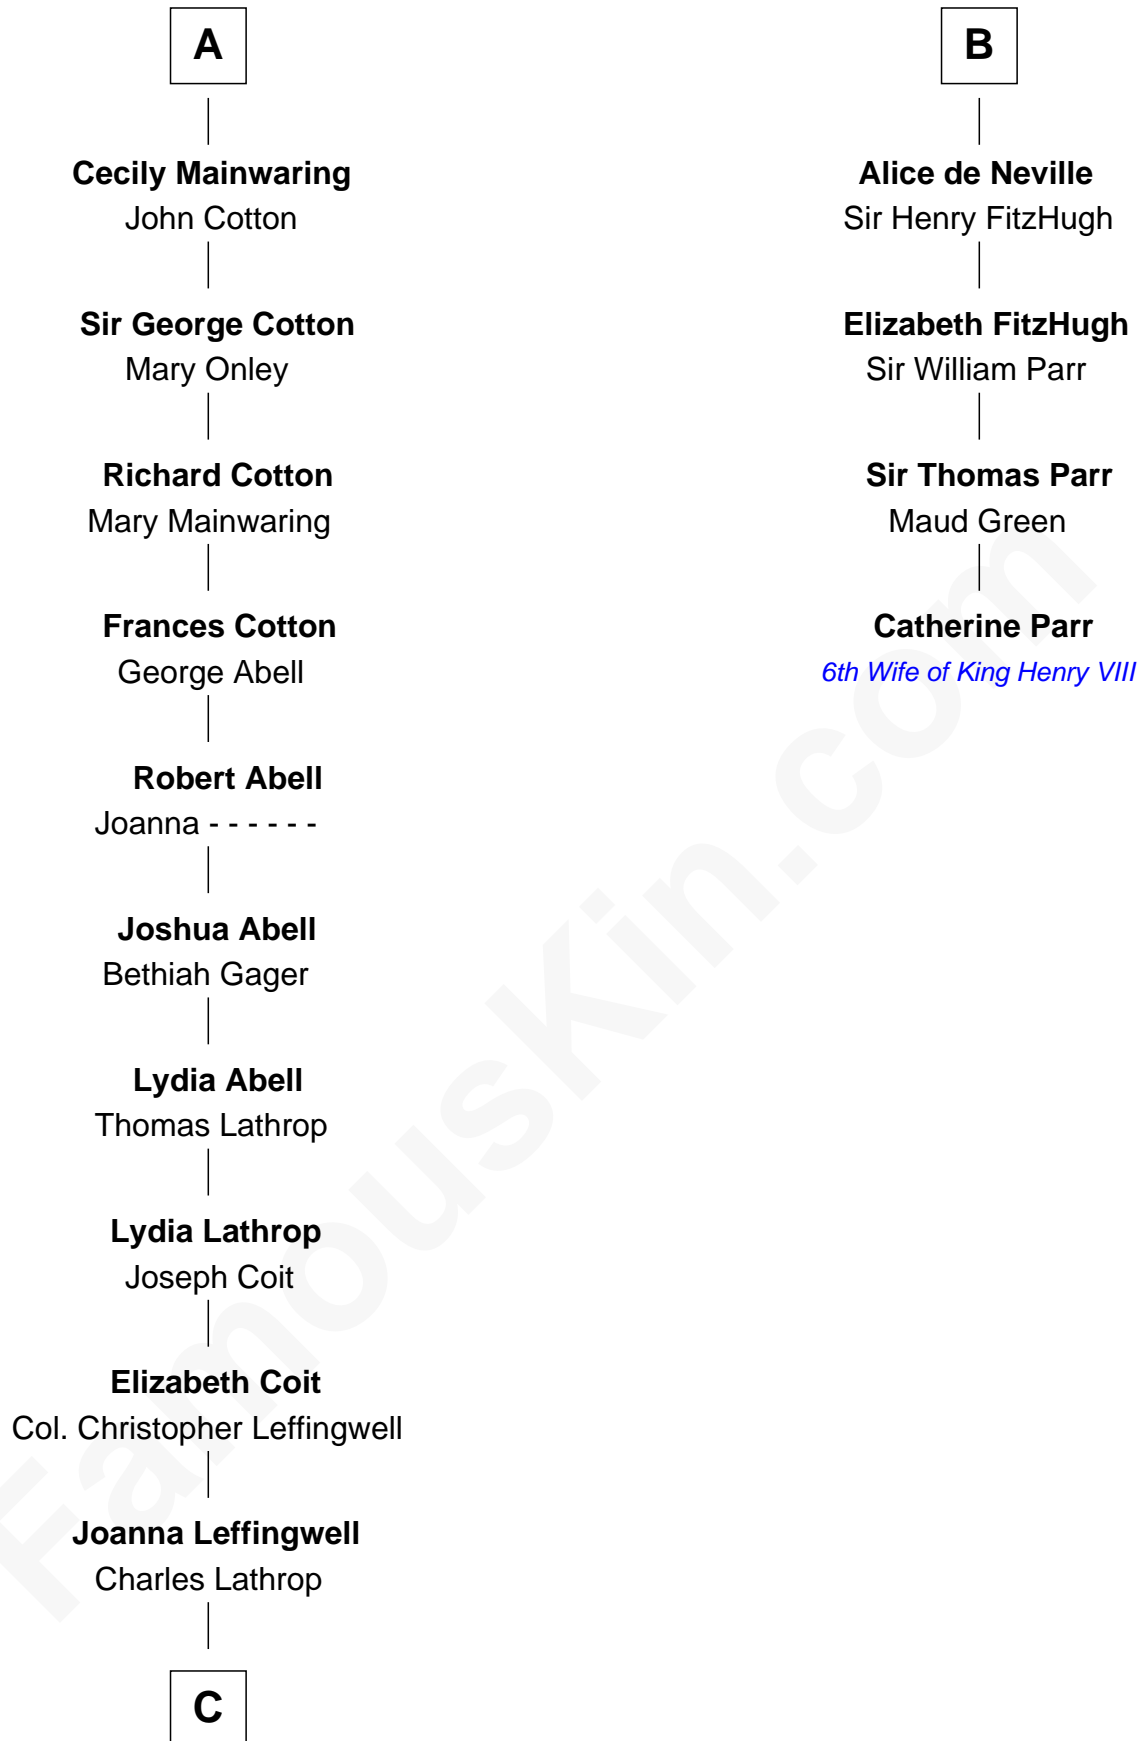 A
Cecily Mainwaring
John Cotton
Sir George Cotton
Mary Onley
Richard Cotton
Mary Mainwaring
Frances Cotton
George Abell
Robert Abell
Joanna - - - - - -
Joshua Abell
Bethiah Gager
Lydia Abell
Thomas Lathrop
Lydia Lathrop
Joseph Coit
Elizabeth Coit
Col. Christopher Leffingwell
Joanna Leffingwell
Charles Lathrop
C
B
Alice de Neville
Sir Henry FitzHugh
Elizabeth FitzHugh
Sir William Parr
Sir Thomas Parr
Maud Green
Catherine Parr
6th Wife of King Henry VIII
FamousKin.com